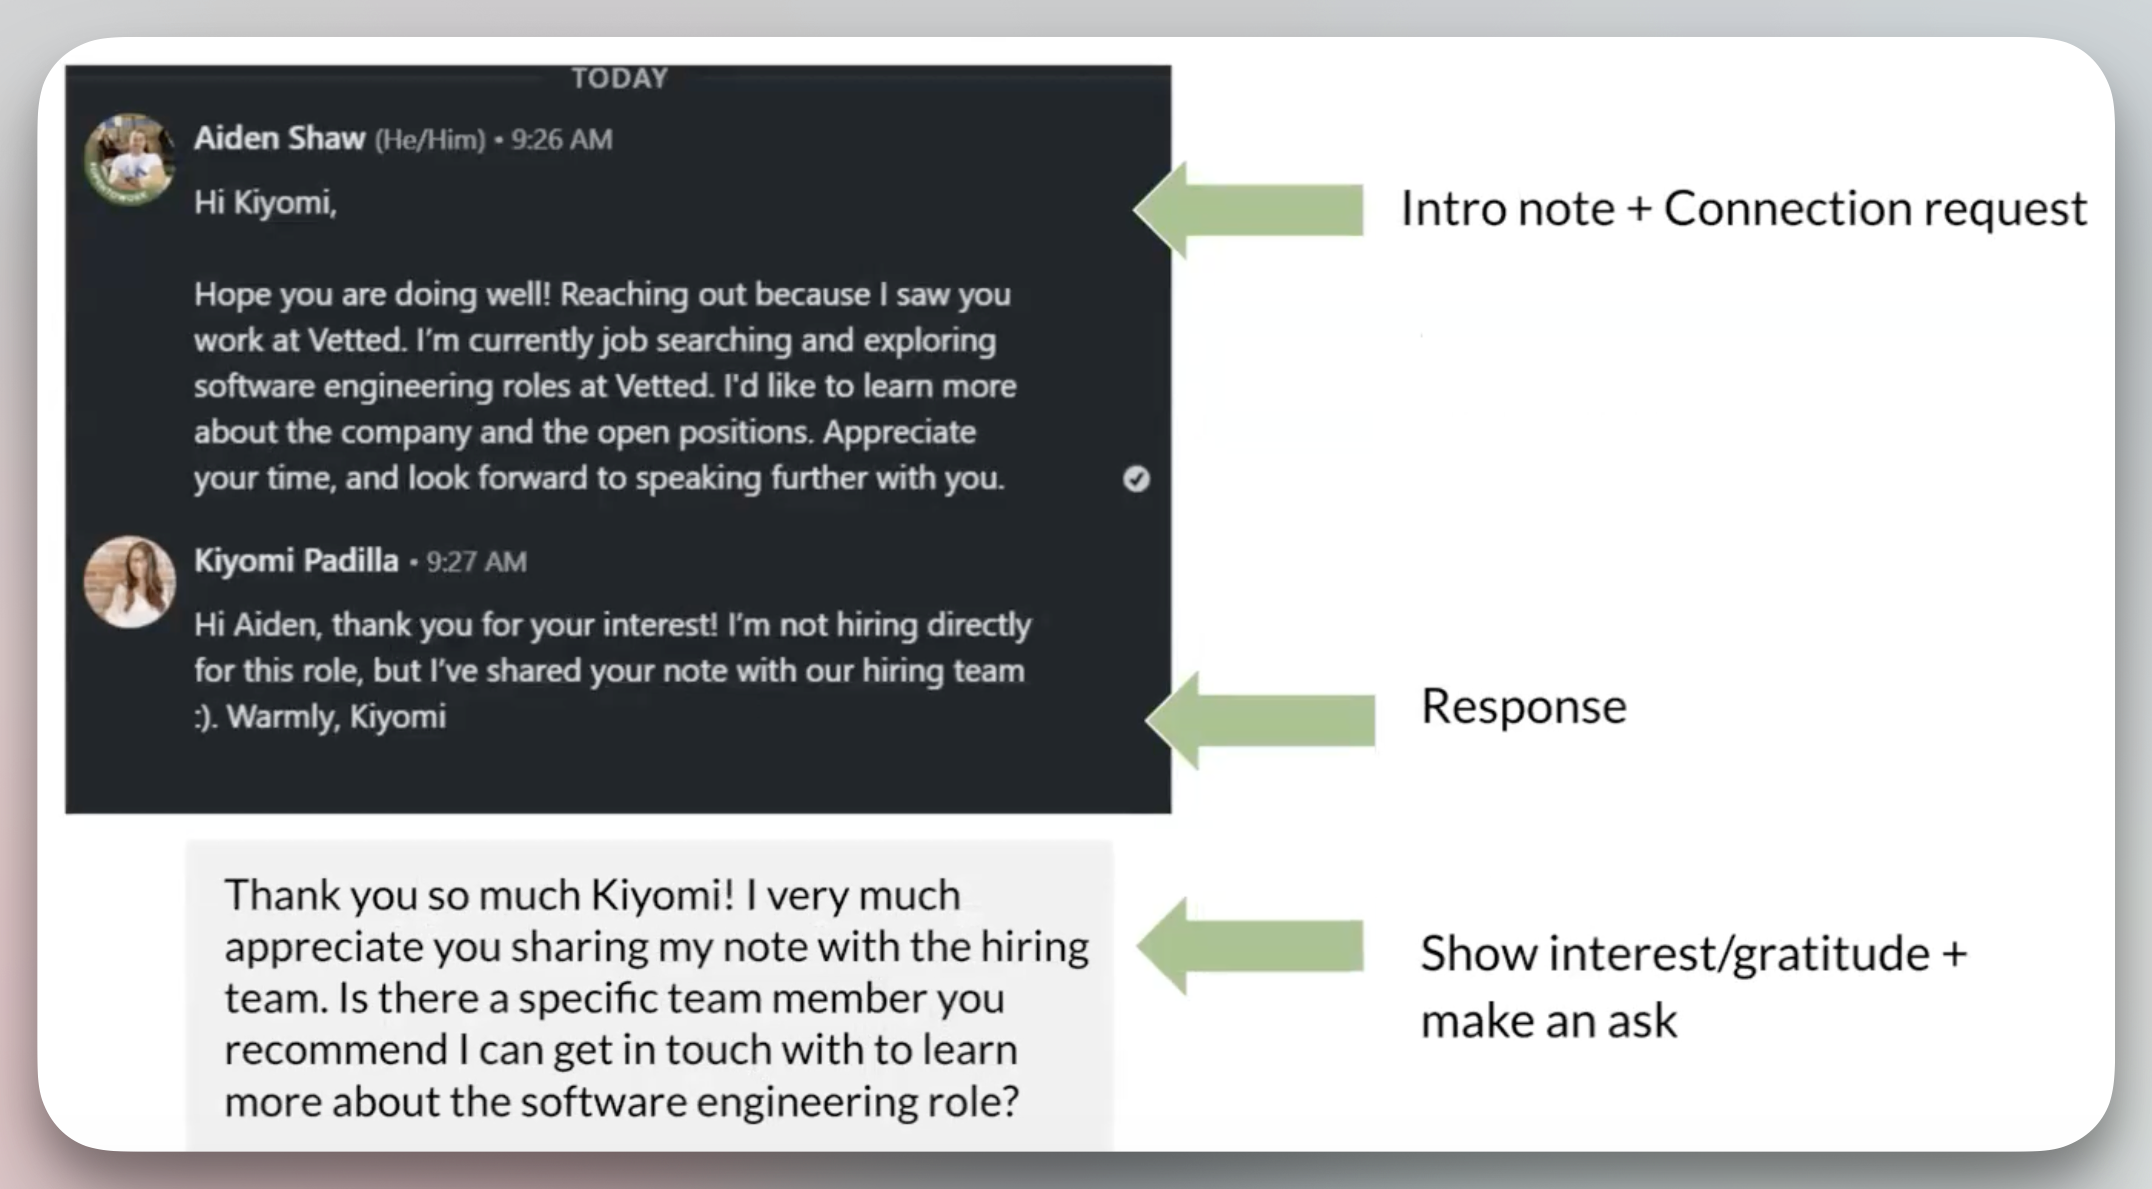 TODAY
Aiden Shaw (He/Him) • 9:26 AM
Hi Kiyomi,
Hope you are doing well! Reaching out because I saw you
work at Vetted. I’m currently job searching and exploring
software engineering roles at Vetted. I'd like to learn more
about the company and the open positions. Appreciate
your time, and look forward to speaking further with you.
Intro note + Connection request
Kiyomi Padilla • 9:27 AM
Hi Aiden, thank you for your interest! I’m not hiring directly
for this role, but I’ve shared your note with our hiring team
:). Warmly, Kiyomi
Response
Thank you so much Kiyomi! I very much
appreciate you sharing my note with the hiring
team. Is there a specific team member you
recommend I can get in touch with to learn
more about the software engineering role?
Show interest/gratitude +
make an ask